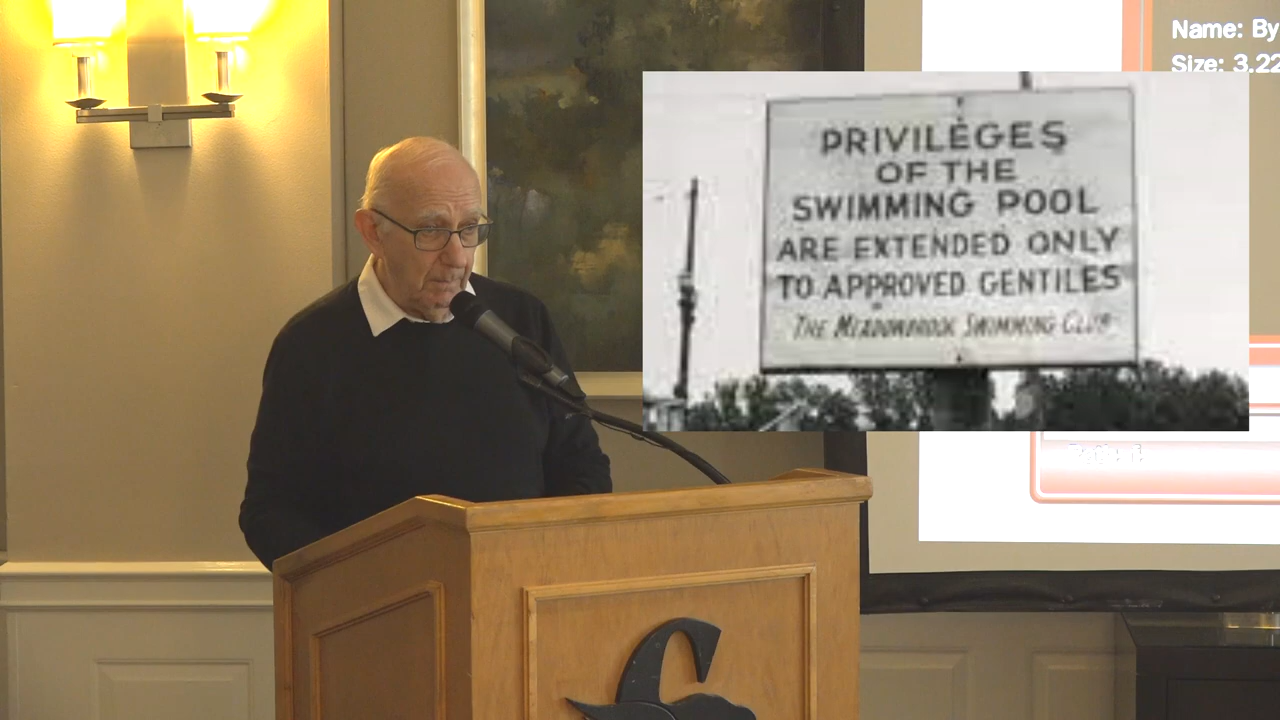 Name: By
Size: 3.22
PRIVILEGES
OF THE
SWIMMING POOL
ARE EXTENDED ONLY
TO APPROVED GENTILES
THE MEADOWBROOK SWIMMING CLUB